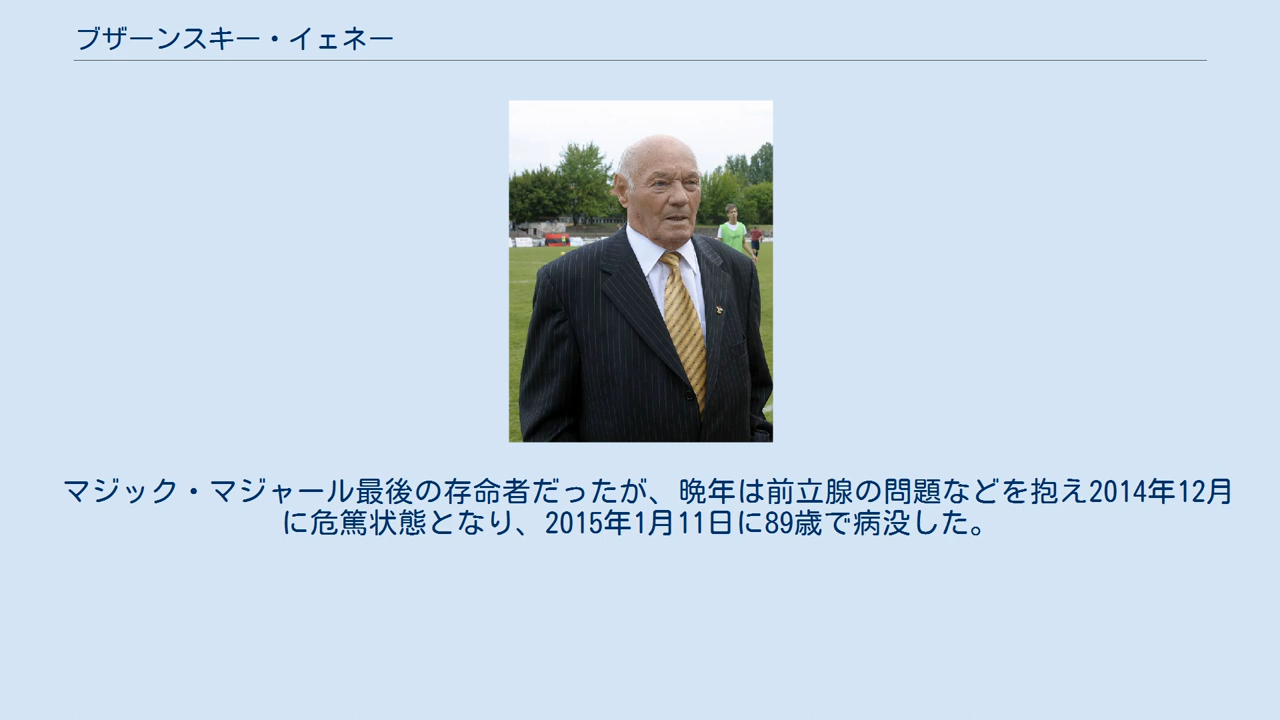 ブザーンスキー・イェネー
マジック・マジャール最後の存命者だったが、晩年は前立腺の問題などを抱え2014年12月
に危篤状態となり、2015年1月11日に89歳で病没した。